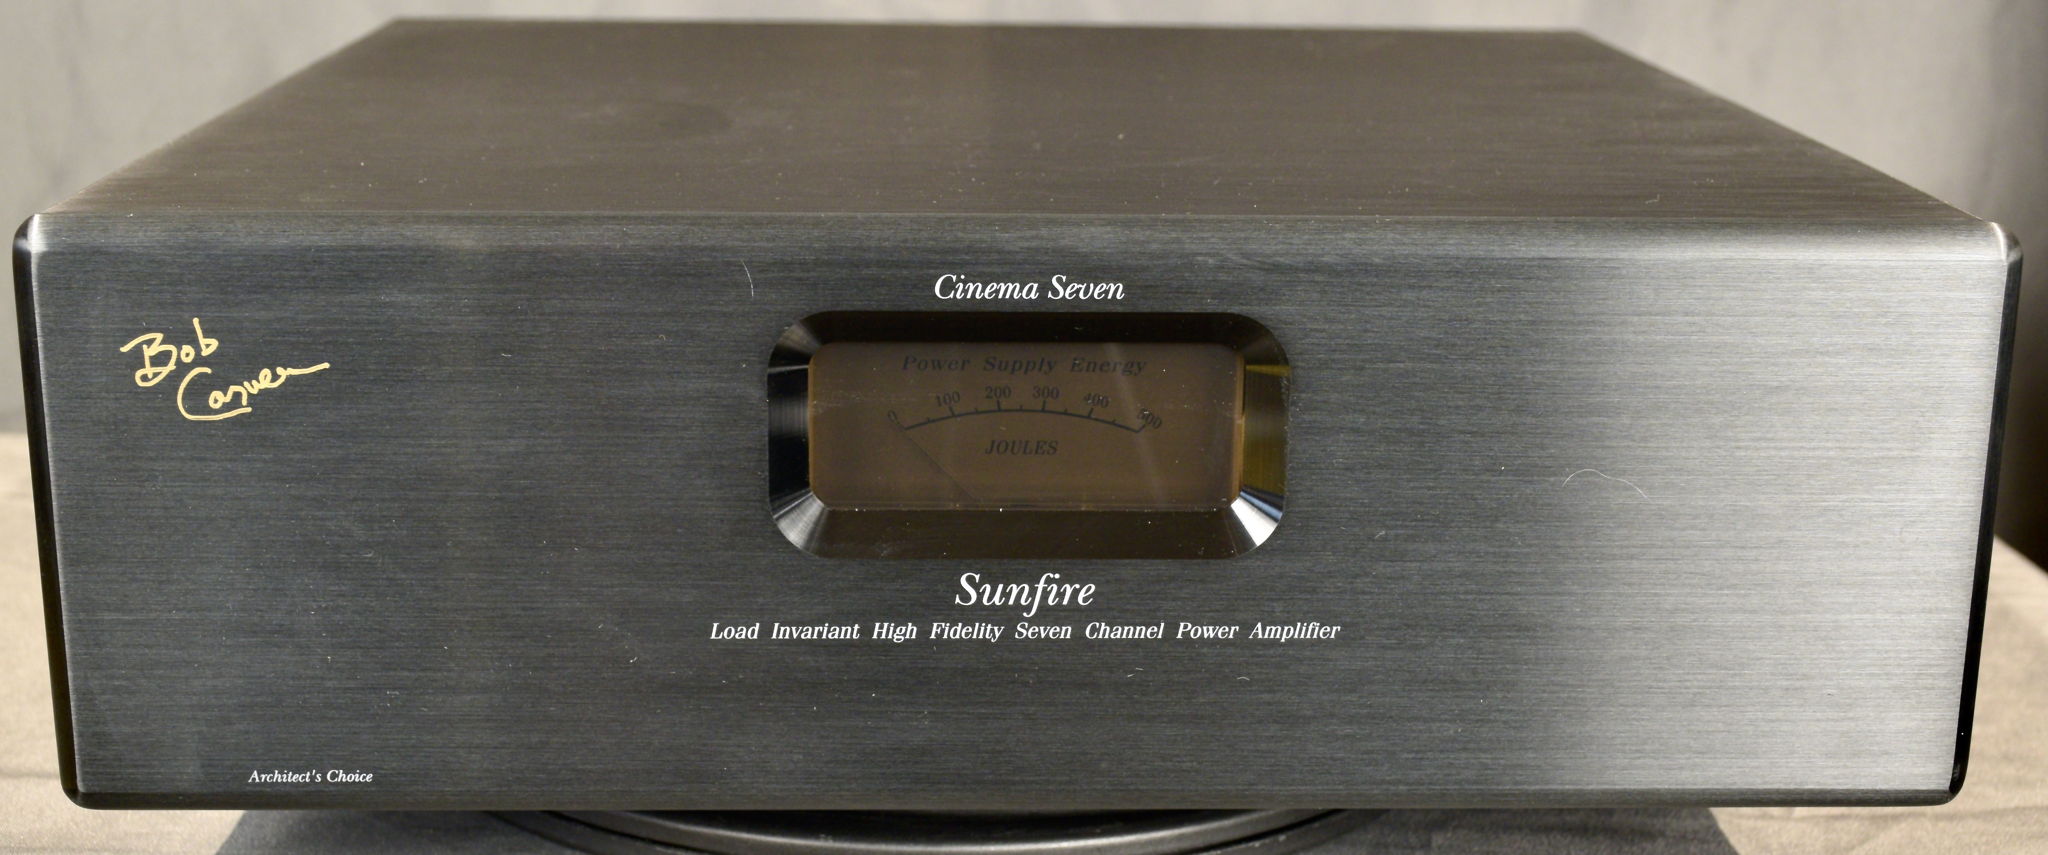 Cinema Seven
Bob
Carver
Power Supply Energy
0 100 200 300 400 500
JOULES
Sunfire
Load Invariant High Fidelity Seven Channel Power Amplifier
Architect's Choice